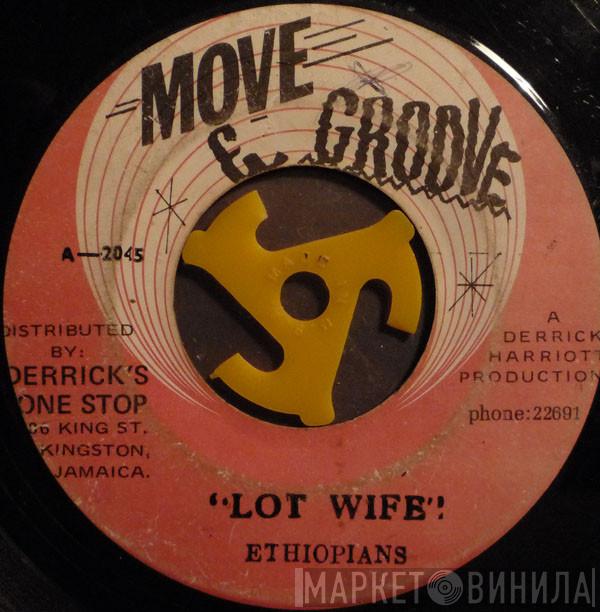 MOVE
& GROOVE
A—2045
DISTRIBUTED
BY:
DERRICK'S
ONE STOP
KING ST.
KINGSTON,
JAMAICA.
A
DERRICK
HARRIOTT
PRODUCTION
phone:22691
"LOT WIFE"!
ETHIOPIANS
МАРКЕТ ВИНИЛА